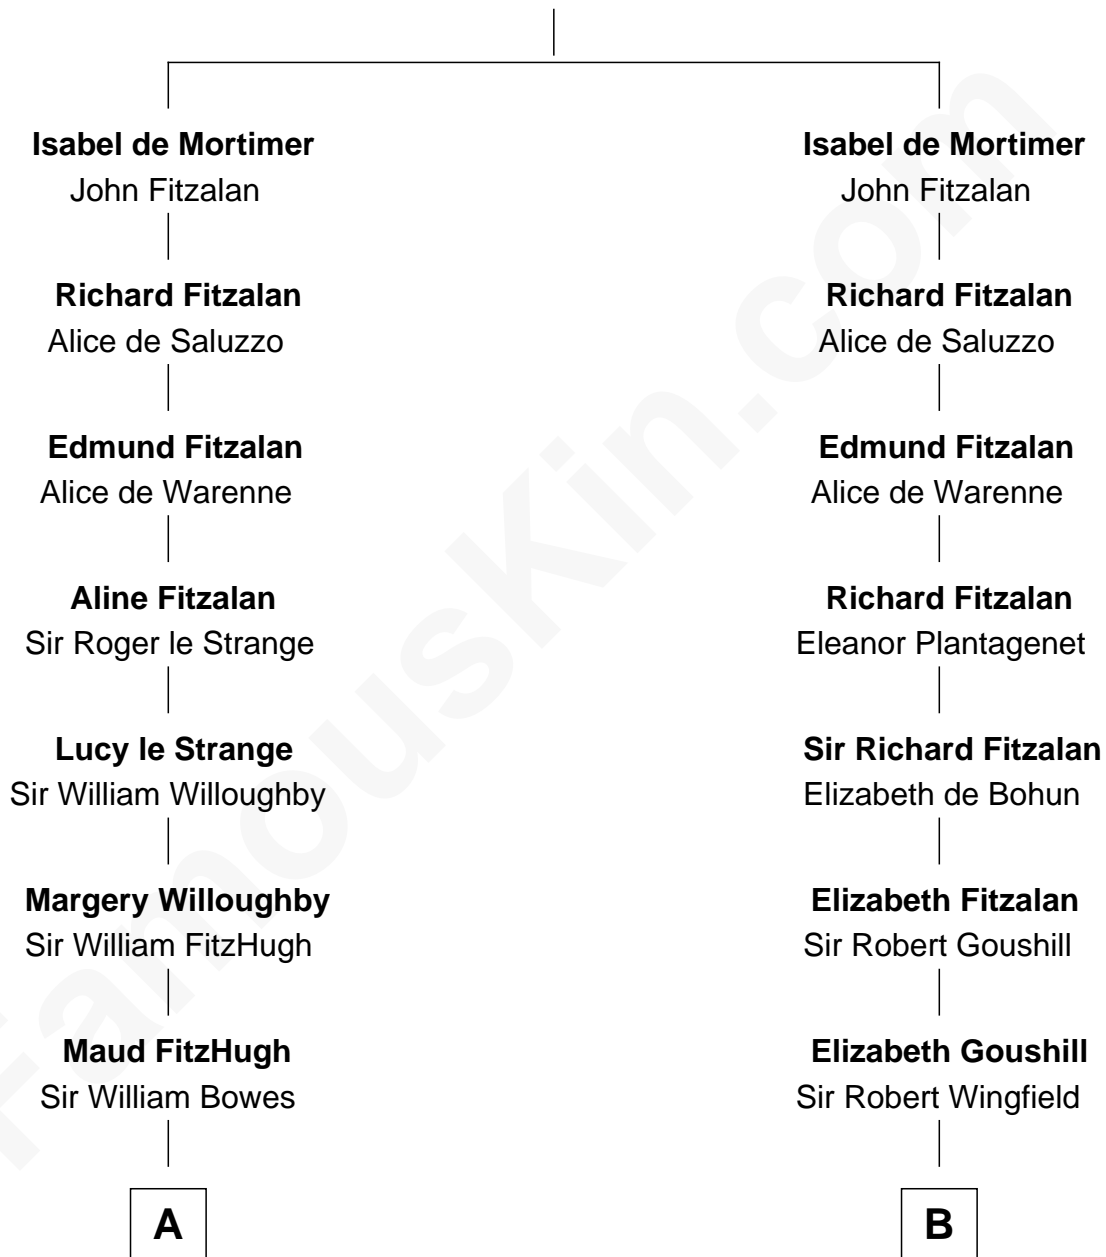 Isabel de Mortimer
John Fitzalan
Richard Fitzalan
Alice de Saluzzo
Edmund Fitzalan
Alice de Warenne
Aline Fitzalan
Sir Roger le Strange
Lucy le Strange
Sir William Willoughby
Margery Willoughby
Sir William FitzHugh
Maud FitzHugh
Sir William Bowes
A
Isabel de Mortimer
John Fitzalan
Richard Fitzalan
Alice de Saluzzo
Edmund Fitzalan
Alice de Warenne
Richard Fitzalan
Eleanor Plantagenet
Sir Richard Fitzalan
Elizabeth de Bohun
Elizabeth Fitzalan
Sir Robert Goushill
Elizabeth Goushill
Sir Robert Wingfield
B
FamousKin.com